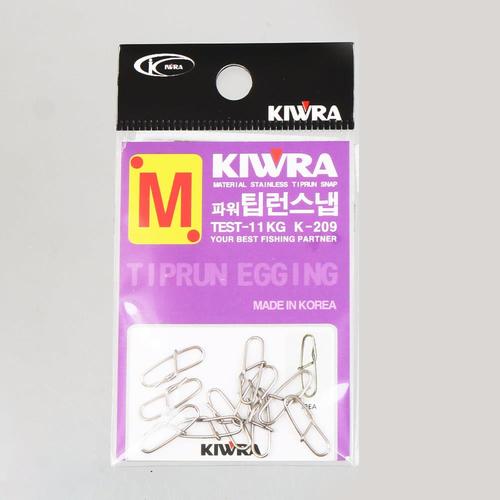 KIWRA
KIWRA
M
KIWRA
MATERIAL STAINLESS TIPRUN SNAP
파워팁런스냅
TEST-11KG K-209
YOUR BEST FISHING PARTNER
TIPRUN EGGING
MADE IN KOREA
KIWRA